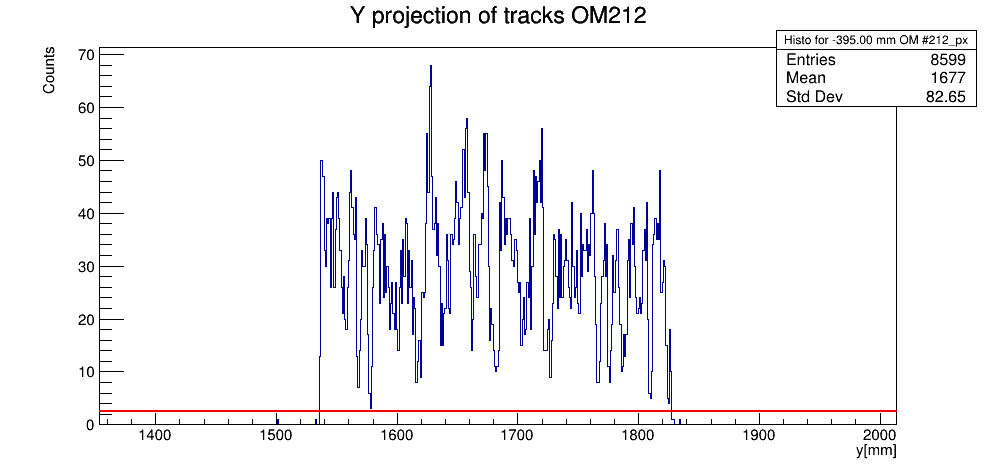 Y projection of tracks OM212
Histo for -395.00 mm OM #212_px
Entries 8599
Mean 1677
Std Dev 82.65
Counts
70
60
50
40
30
20
10
0
1400 1500 1600 1700 1800 1900 2000
y[mm]